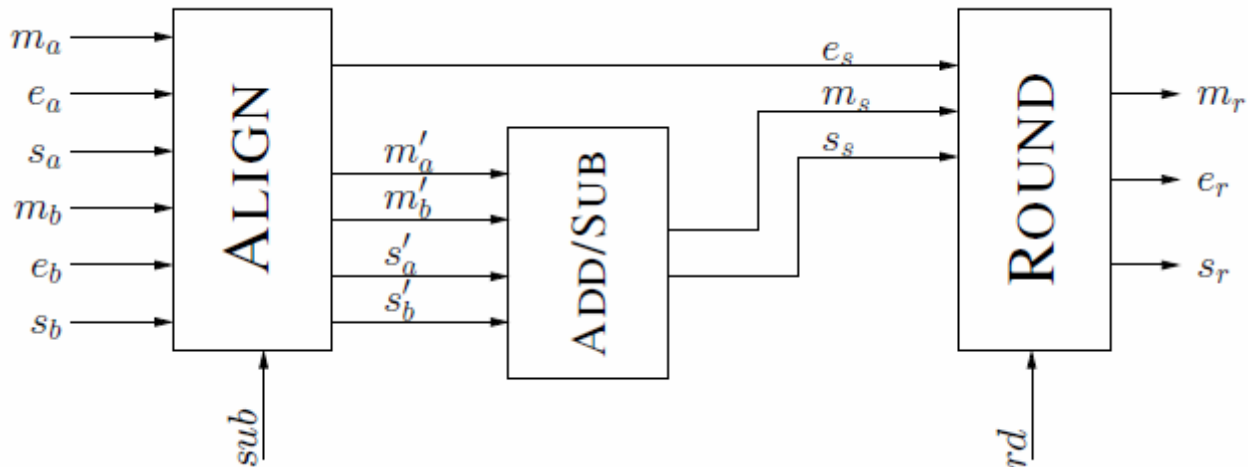 m_a
e_a
s_a
m_b
e_b
s_b
ALIGN
sub
m'_a
m'_b
s'_a
s'_b
ADD/SUB
e_s
m_s
s_s
ROUND
rd
m_r
e_r
s_r